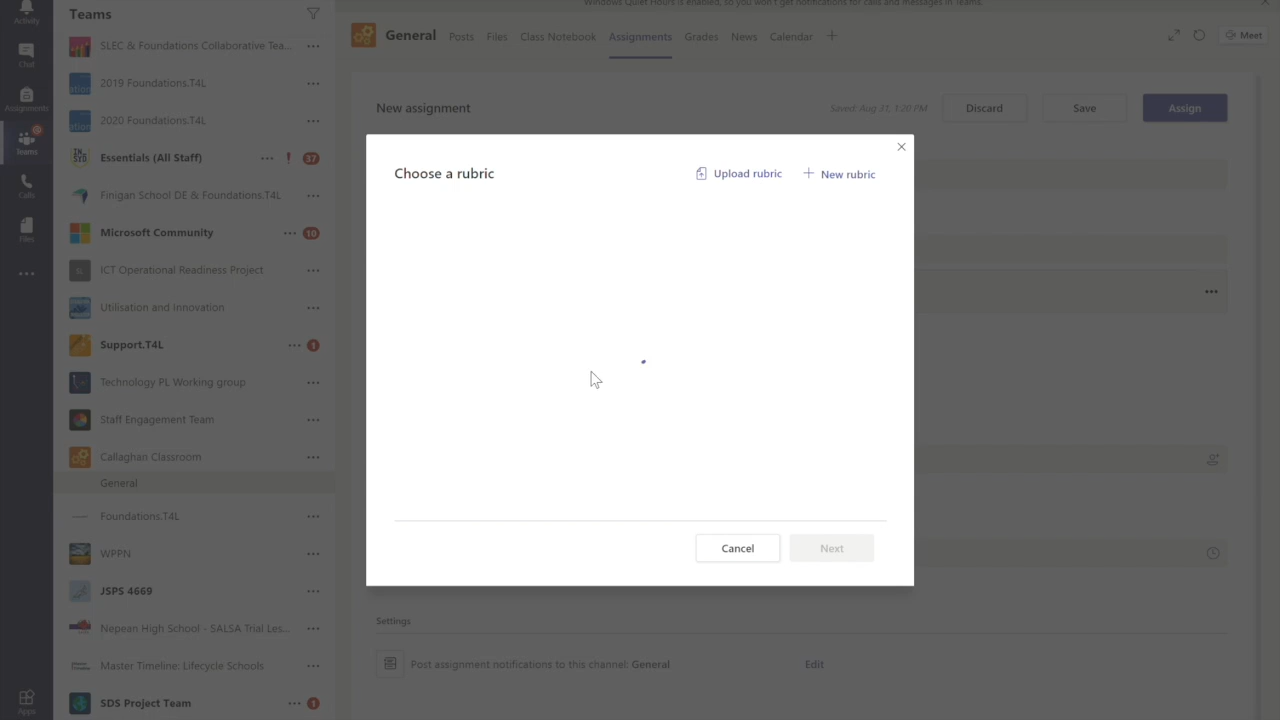 Windows Quiet Hours is enabled, so you won't get notifications for calls and messages in Teams.
Activity
Chat
Assignments
Teams
Calls
Files
Apps
Teams
SLEC & Foundations Collaborative Tea...
2019 Foundations.T4L
2020 Foundations.T4L
Essentials (All Staff)
37
Finigan School DE & Foundations.T4L
Microsoft Community
10
ICT Operational Readiness Project
Utilisation and Innovation
Support.T4L
1
Technology PL Working group
Staff Engagement Team
Callaghan Classroom
General
Foundations.T4L
WPPN
JSPS 4669
Nepean High School - SALSA Trial Les...
Master Timeline: Lifecycle Schools
SDS Project Team
1
General Posts Files Class Notebook Assignments Grades News Calendar
Meet
New assignment
Saved: Aug 31, 1:20 PM
Discard
Save
Assign
Choose a rubric
Upload rubric
New rubric
Cancel
Next
Settings
Post assignment notifications to this channel: General
Edit